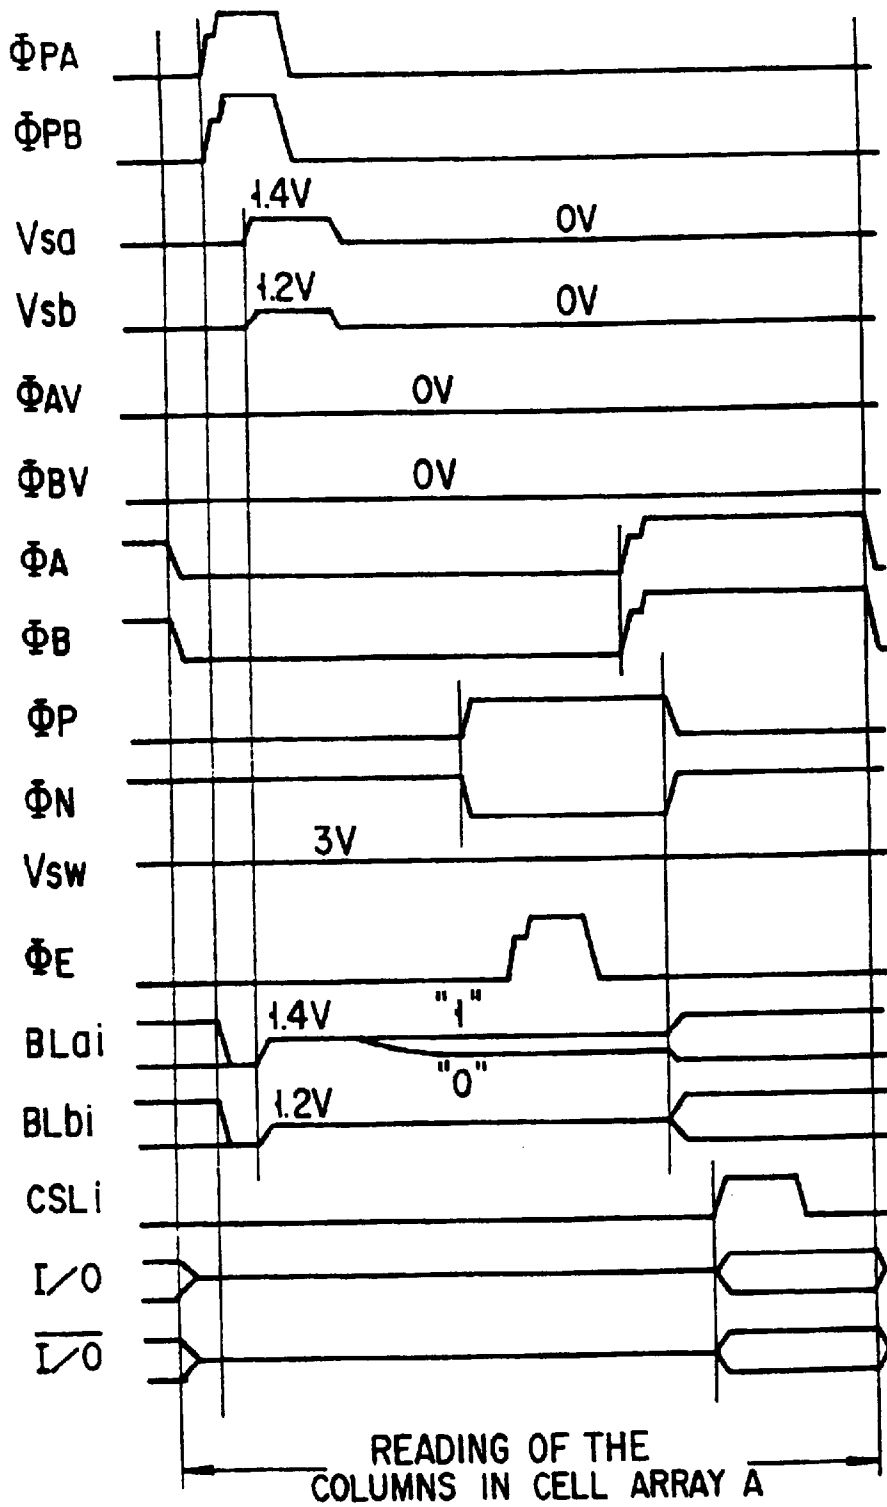 ΦPA
ΦPB
1.4V
Vsa
0V
1.2V
Vsb
0V
ΦAV
0V
ΦBV
0V
ΦA
ΦB
ΦP
ΦN
3V
Vsw
ΦE
"1"
1.4V
BLai
"0"
1.2V
BLbi
CSLi
I/O
I/O
READING OF THE
COLUMNS IN CELL ARRAY A